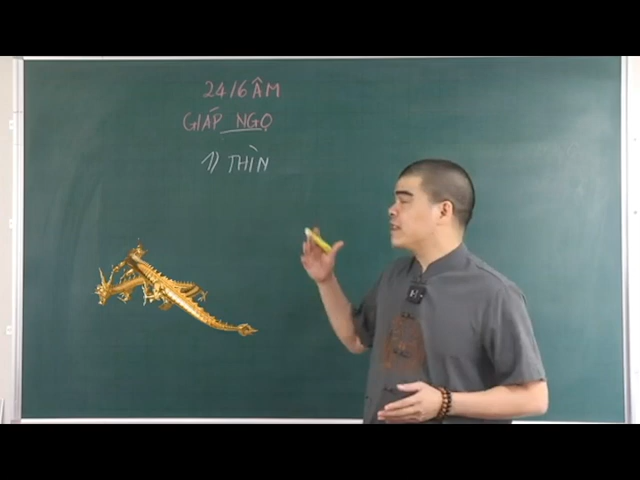 24/6 ÂM
GIÁP NGỌ
1) THÌN